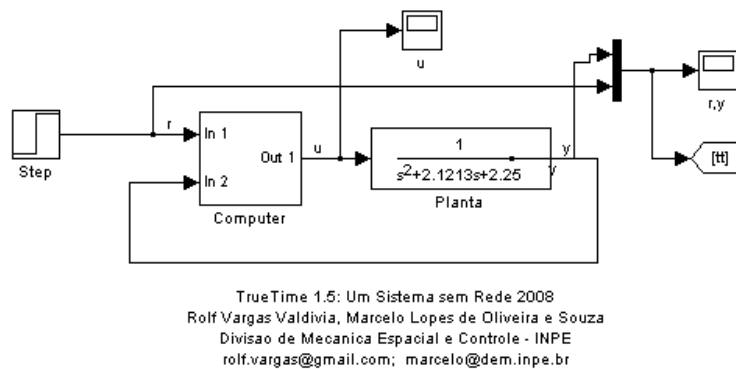 u
r,y
[tt]
Step
r
In 1
In 2
Out 1
Computer
u
1
s^2+2.1213s+2.25
Planta
y
y
TrueTime 1.5: Um Sistema sem Rede 2008
Rolf Vargas Valdivia, Marcelo Lopes de Oliveira e Souza
Divisao de Mecanica Espacial e Controle - INPE
rolf.vargas@gmail.com;  marcelo@dem.inpe.br